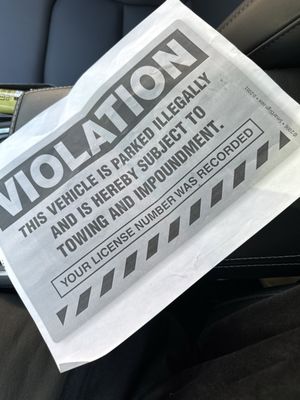 VIOLATION
THIS VEHICLE IS PARKED ILLEGALLY
AND IS HEREBY SUBJECT TO
TOWING AND IMPOUNDMENT.
YOUR LICENSE NUMBER WAS RECORDED